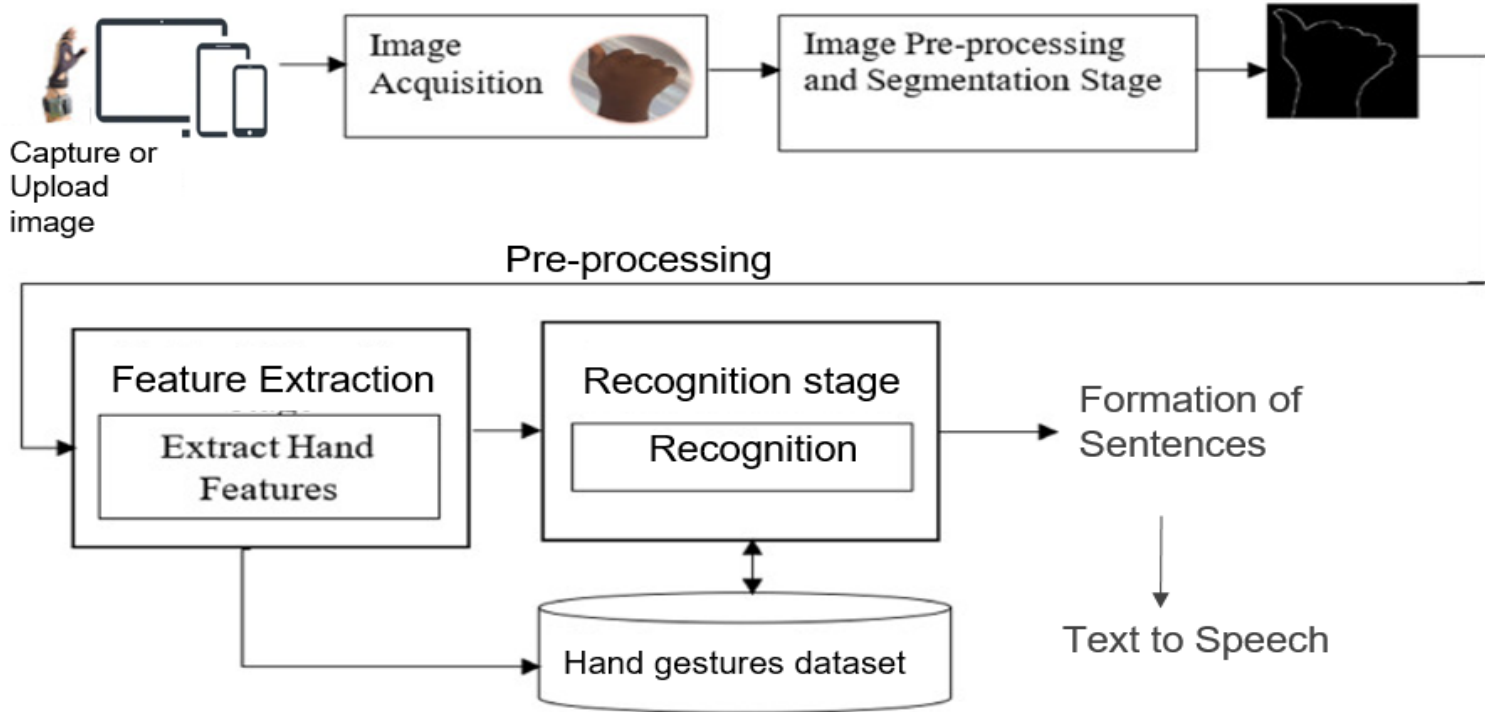 Capture or
Upload
image
Image
Acquisition
Image Pre-processing
and Segmentation Stage
Pre-processing
Feature Extraction
Extract Hand
Features
Recognition stage
Recognition
Formation of
Sentences
Text to Speech
Hand gestures dataset